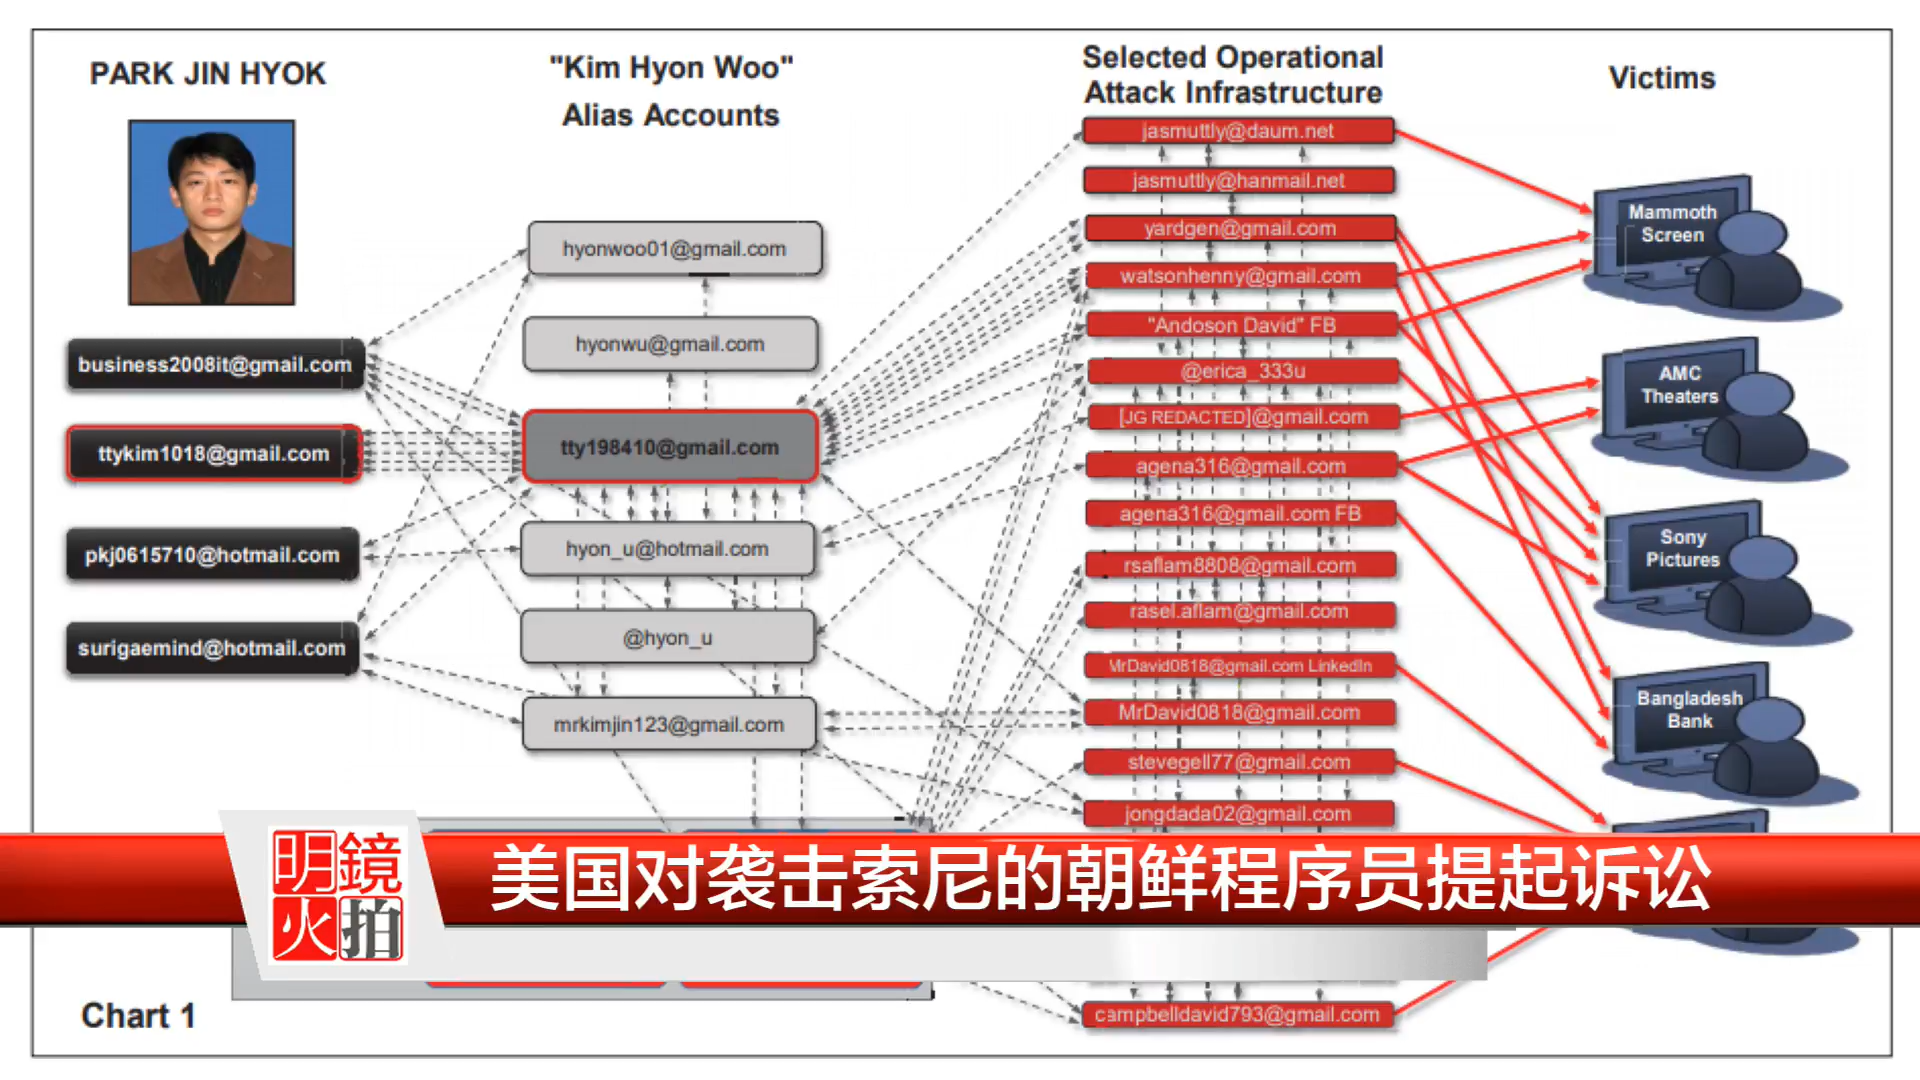 PARK JIN HYOK
"Kim Hyon Woo"
Alias Accounts
Selected Operational
Attack Infrastructure
Victims
business2008it@gmail.com
ttykim1018@gmail.com
pkj0615710@hotmail.com
surigaemind@hotmail.com
hyonwoo01@gmail.com
hyonwu@gmail.com
tty198410@gmail.com
hyon_u@hotmail.com
@hyon_u
mrkimjin123@gmail.com
jasmuttly@daum.net
jasmuttly@hanmail.net
yardgen@gmail.com
watsonhenny@gmail.com
"Andoson David" FB
@erica_333u
[JG REDACTED]@gmail.com
agena316@gmail.com
agena316@gmail.com FB
rsaflam8808@gmail.com
rasel.aflam@gmail.com
MrDavid0818@gmail.com LinkedIn
MrDavid0818@gmail.com
stevegell77@gmail.com
jongdada02@gmail.com
campbelldavid793@gmail.com
Mammoth
Screen
AMC
Theaters
Sony
Pictures
Bangladesh
Bank
明鏡
火拍
美国对袭击索尼的朝鲜程序员提起诉讼
Chart 1